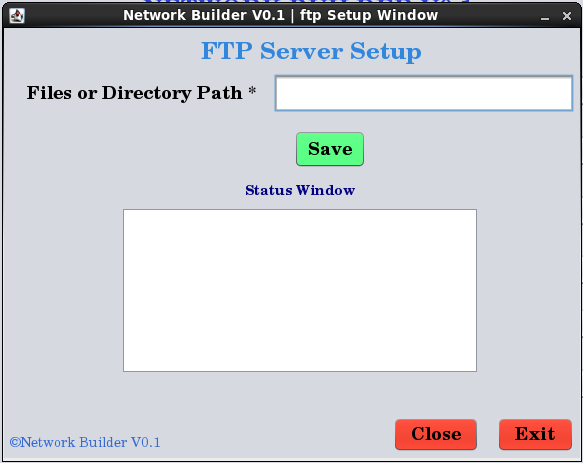 Network Builder V0.1 | ftp Setup Window
FTP Server Setup
Files or Directory Path *
Save
Status Window
Close
Exit
©Network Builder V0.1